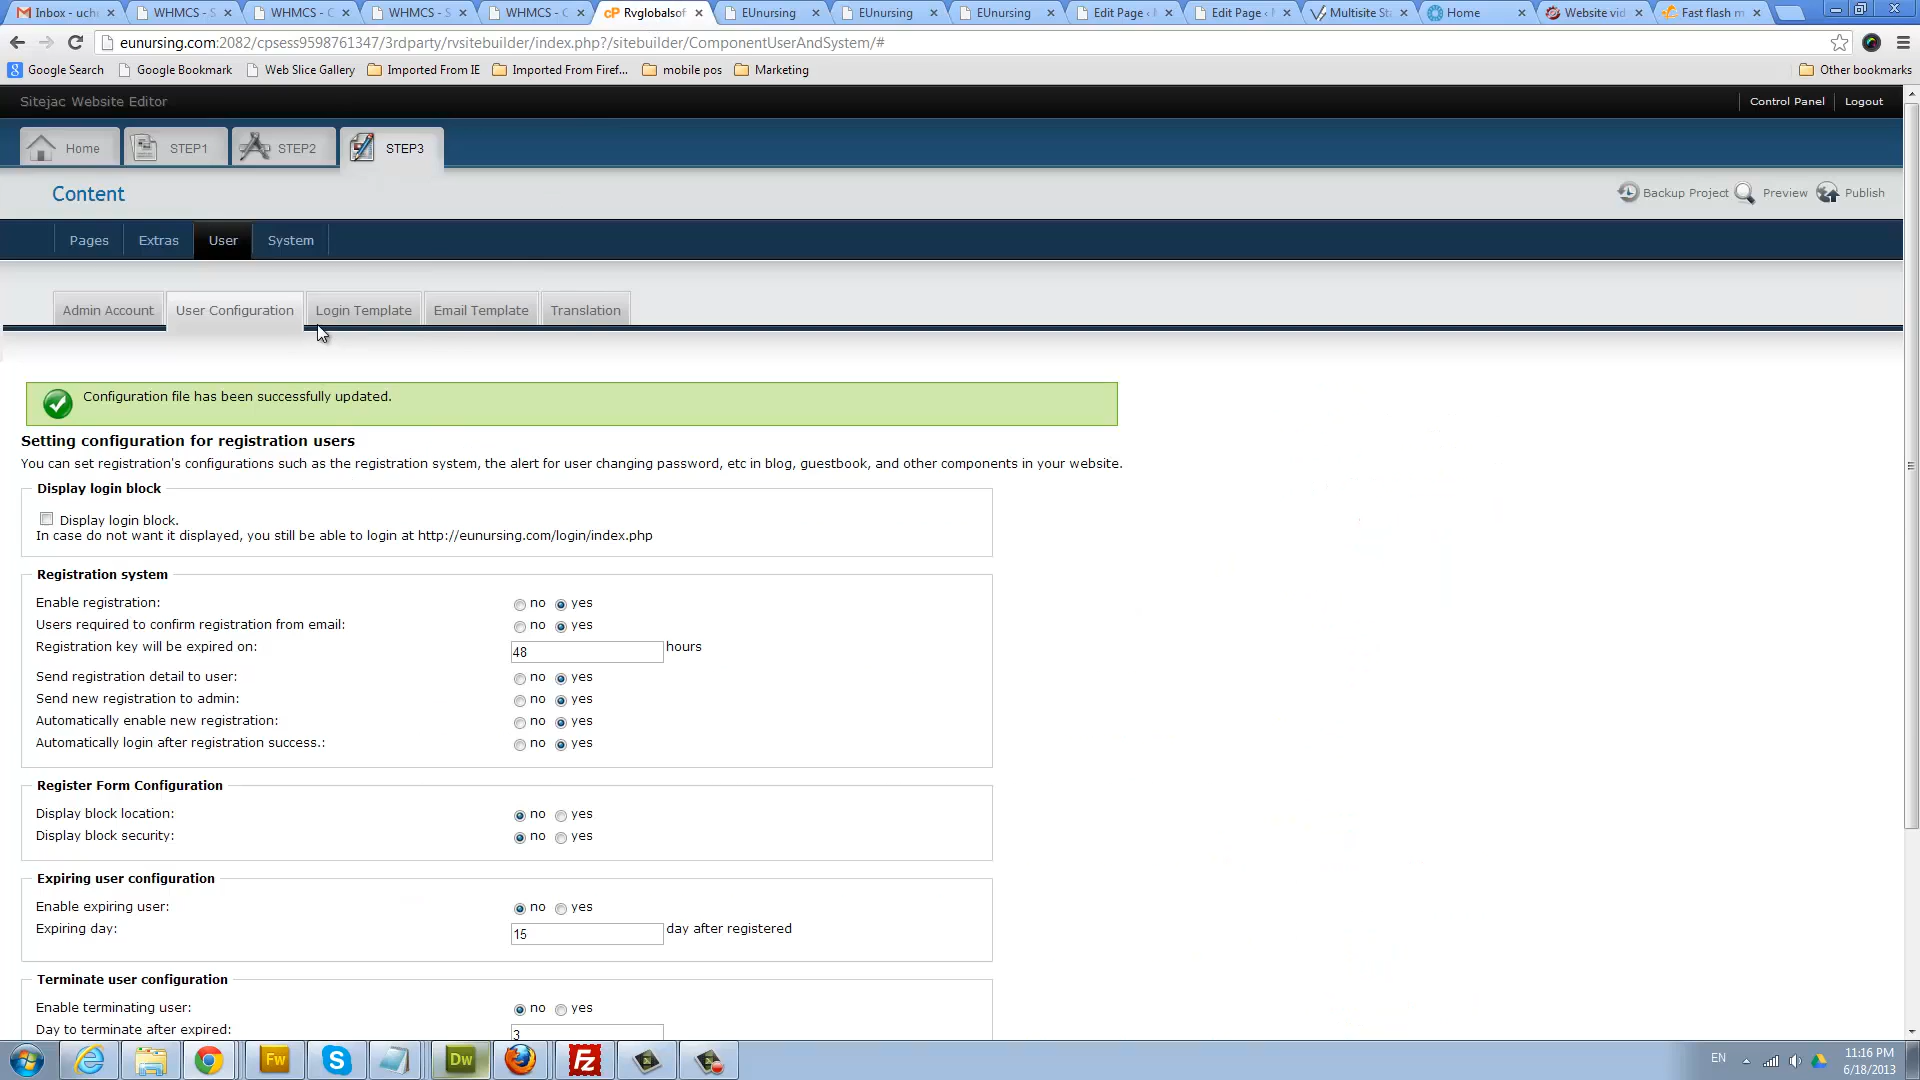 Inbox - uch
WHMCS - S
WHMCS - C
WHMCS - S
WHMCS - C
cP Rvglobalsof
EUnursing
EUnursing
EUnursing
Edit Page ‹
Edit Page ‹
Multisite Sta
Home
Website vid
Fast flash m
eunursing.com:2082/cpsess9598761347/3rdparty/rvsitebuilder/index.php?/sitebuilder/ComponentUserAndSystem/#
Google Search
Google Bookmark
Web Slice Gallery
Imported From IE
Imported From Firef...
mobile pos
Marketing
Other bookmarks
Sitejac Website Editor
Control Panel
Logout
Home
STEP1
STEP2
STEP3
Content
Backup Project
Preview
Publish
Pages
Extras
User
System
Admin Account
User Configuration
Login Template
Email Template
Translation
Configuration file has been successfully updated.
Setting configuration for registration users
You can set registration's configurations such as the registration system, the alert for user changing password, etc in blog, guestbook, and other components in your website.
Display login block
Display login block.
In case do not want it displayed, you still be able to login at http://eunursing.com/login/index.php
Registration system
Enable registration: no yes
Users required to confirm registration from email: no yes
Registration key will be expired on: 48 hours
Send registration detail to user: no yes
Send new registration to admin: no yes
Automatically enable new registration: no yes
Automatically login after registration success.: no yes
Register Form Configuration
Display block location: no yes
Display block security: no yes
Expiring user configuration
Enable expiring user: no yes
Expiring day: 15 day after registered
Terminate user configuration
Enable terminating user: no yes
Day to terminate after expired: 3
Fw
Dw
Fz
EN
11:16 PM
6/18/2013